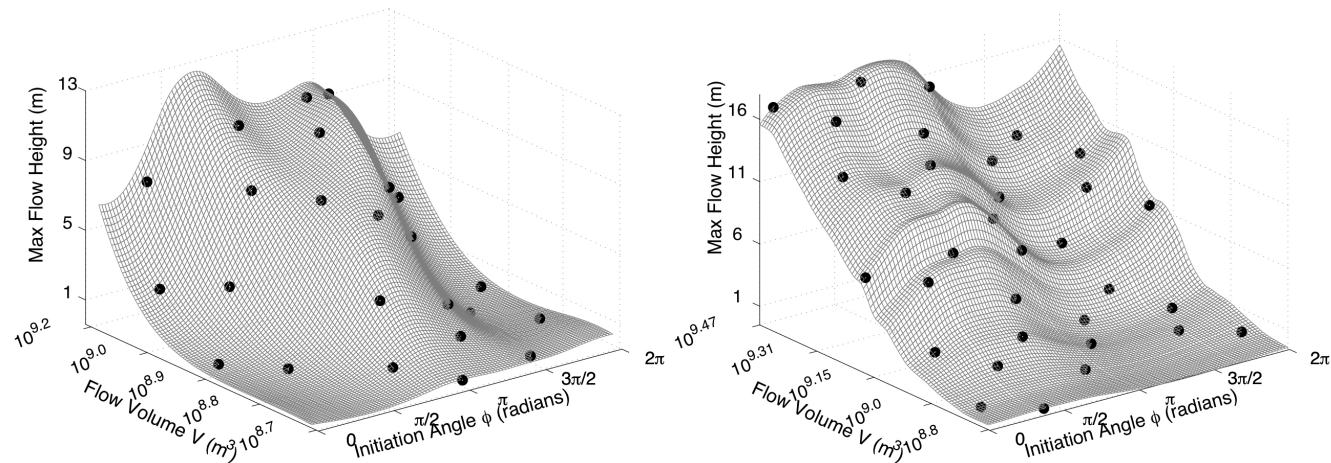 13
9
5
1
Max Flow Height (m)
10^9.2
10^9.0
10^8.9
10^8.8
10^8.7
Flow Volume V (m³)
0
π/2
π
3π/2
2π
Initiation Angle ϕ (radians)
16
11
6
1
Max Flow Height (m)
10^9.47
10^9.31
10^9.15
10^9.0
10^8.8
Flow Volume V (m³)
0
π/2
π
3π/2
2π
Initiation Angle ϕ (radians)